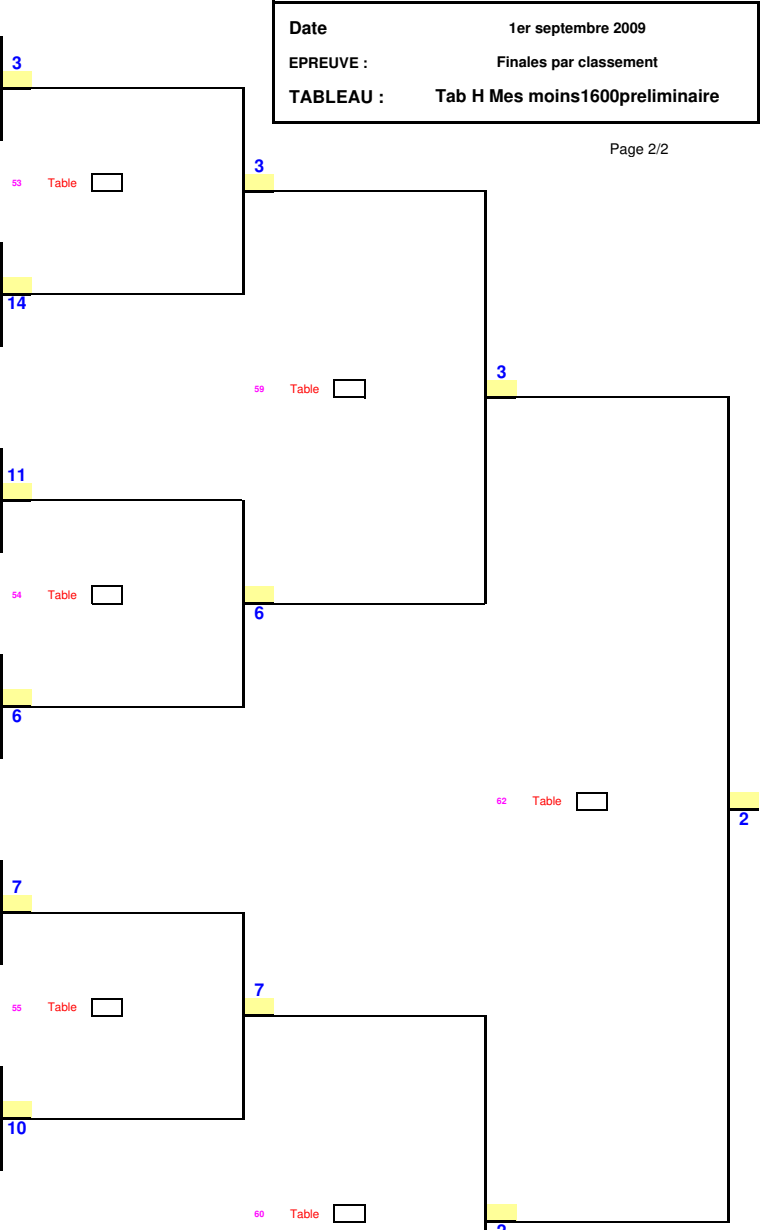 Date 1er septembre 2009
EPREUVE : Finales par classement
TABLEAU : Tab H Mes moins1600preliminaire
Page 2/2
3
3
53 Table
14
59 Table
3
11
54 Table
6
6
62 Table
2
7
7
55 Table
10
60 Table